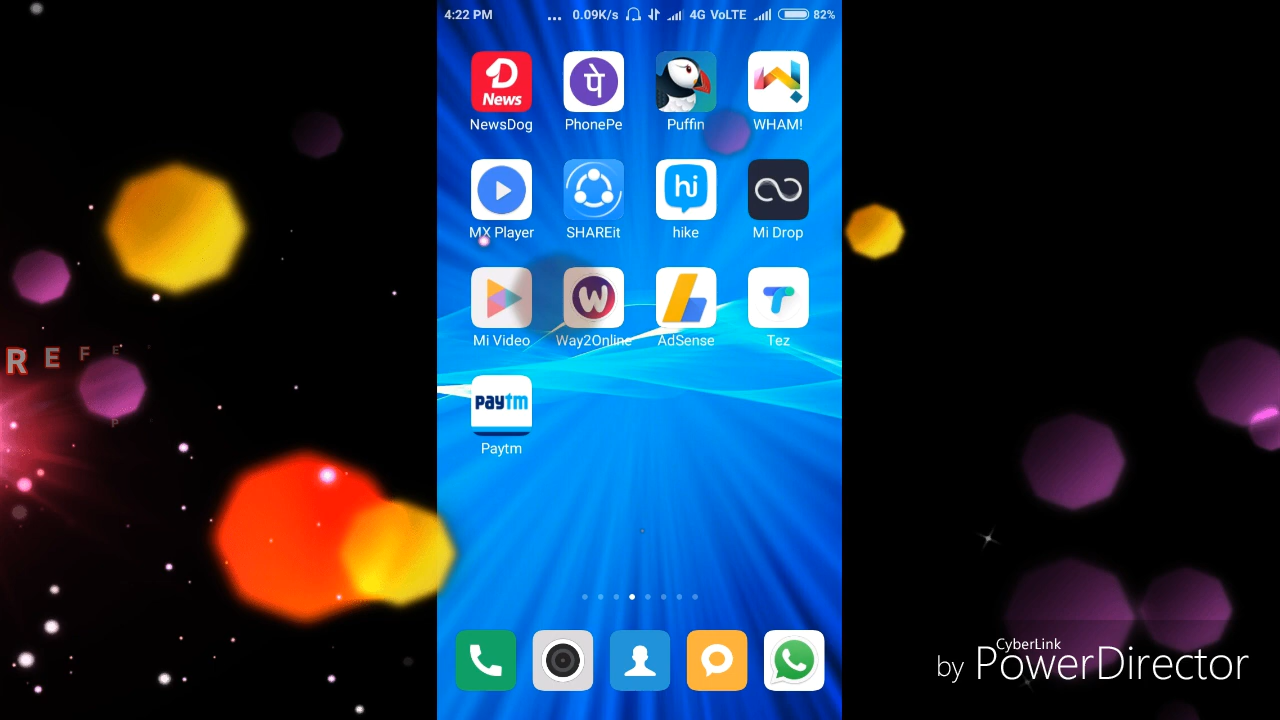 4:22 PM ... 0.09K/s 4G VoLTE 82%
D
News
पे
NewsDog PhonePe Puffin WHAM!
hi
MX Player SHAREit hike Mi Drop
W
Mi Video Way2Online AdSense Tez
R E F E
P
paytm
Paytm
by CyberLink PowerDirector